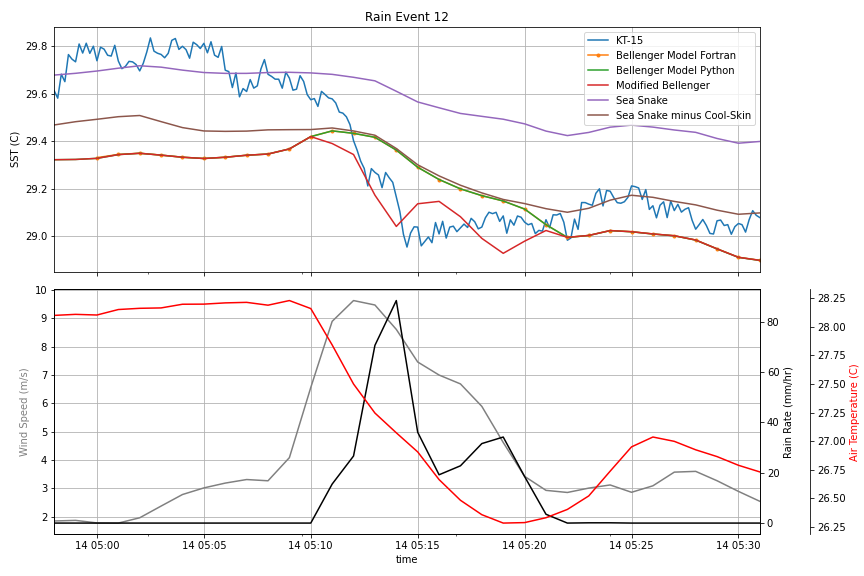 Rain Event 12
29.8
29.6
29.4
29.2
29.0
SST (C)
KT-15
Bellenger Model Fortran
Bellenger Model Python
Modified Bellenger
Sea Snake
Sea Snake minus Cool-Skin
10
9
8
7
6
5
4
3
2
Wind Speed (m/s)
80
60
40
20
0
Rain Rate (mm/hr)
28.25
28.00
27.75
27.50
27.25
27.00
26.75
26.50
26.25
Air Temperature (C)
14 05:00 14 05:05 14 05:10 14 05:15 14 05:20 14 05:25 14 05:30
time